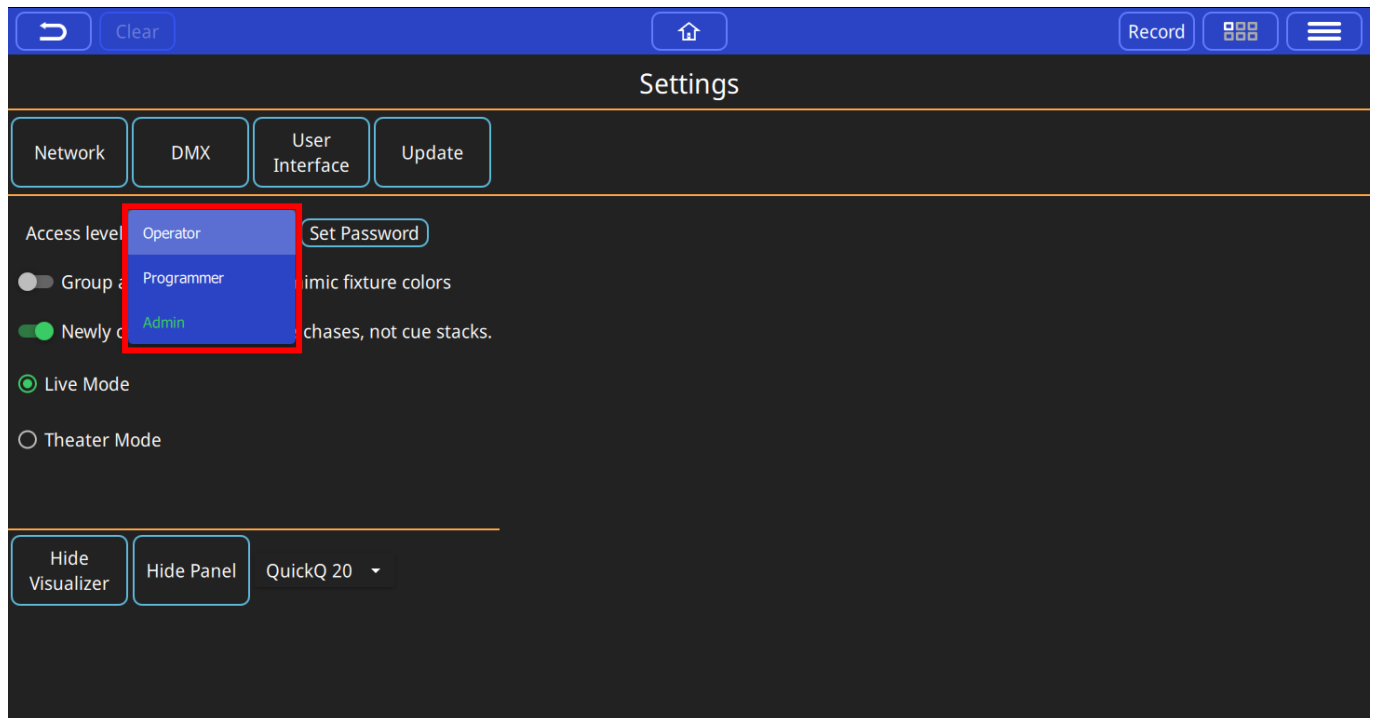 Clear
Record
Settings
Network
DMX
User
Interface
Update
Access level
Operator
Set Password
Group
Programmer
fixture colors
Newly
Admin
chases, not cue stacks.
Live Mode
Theater Mode
Hide
Visualizer
Hide Panel
QuickQ 20